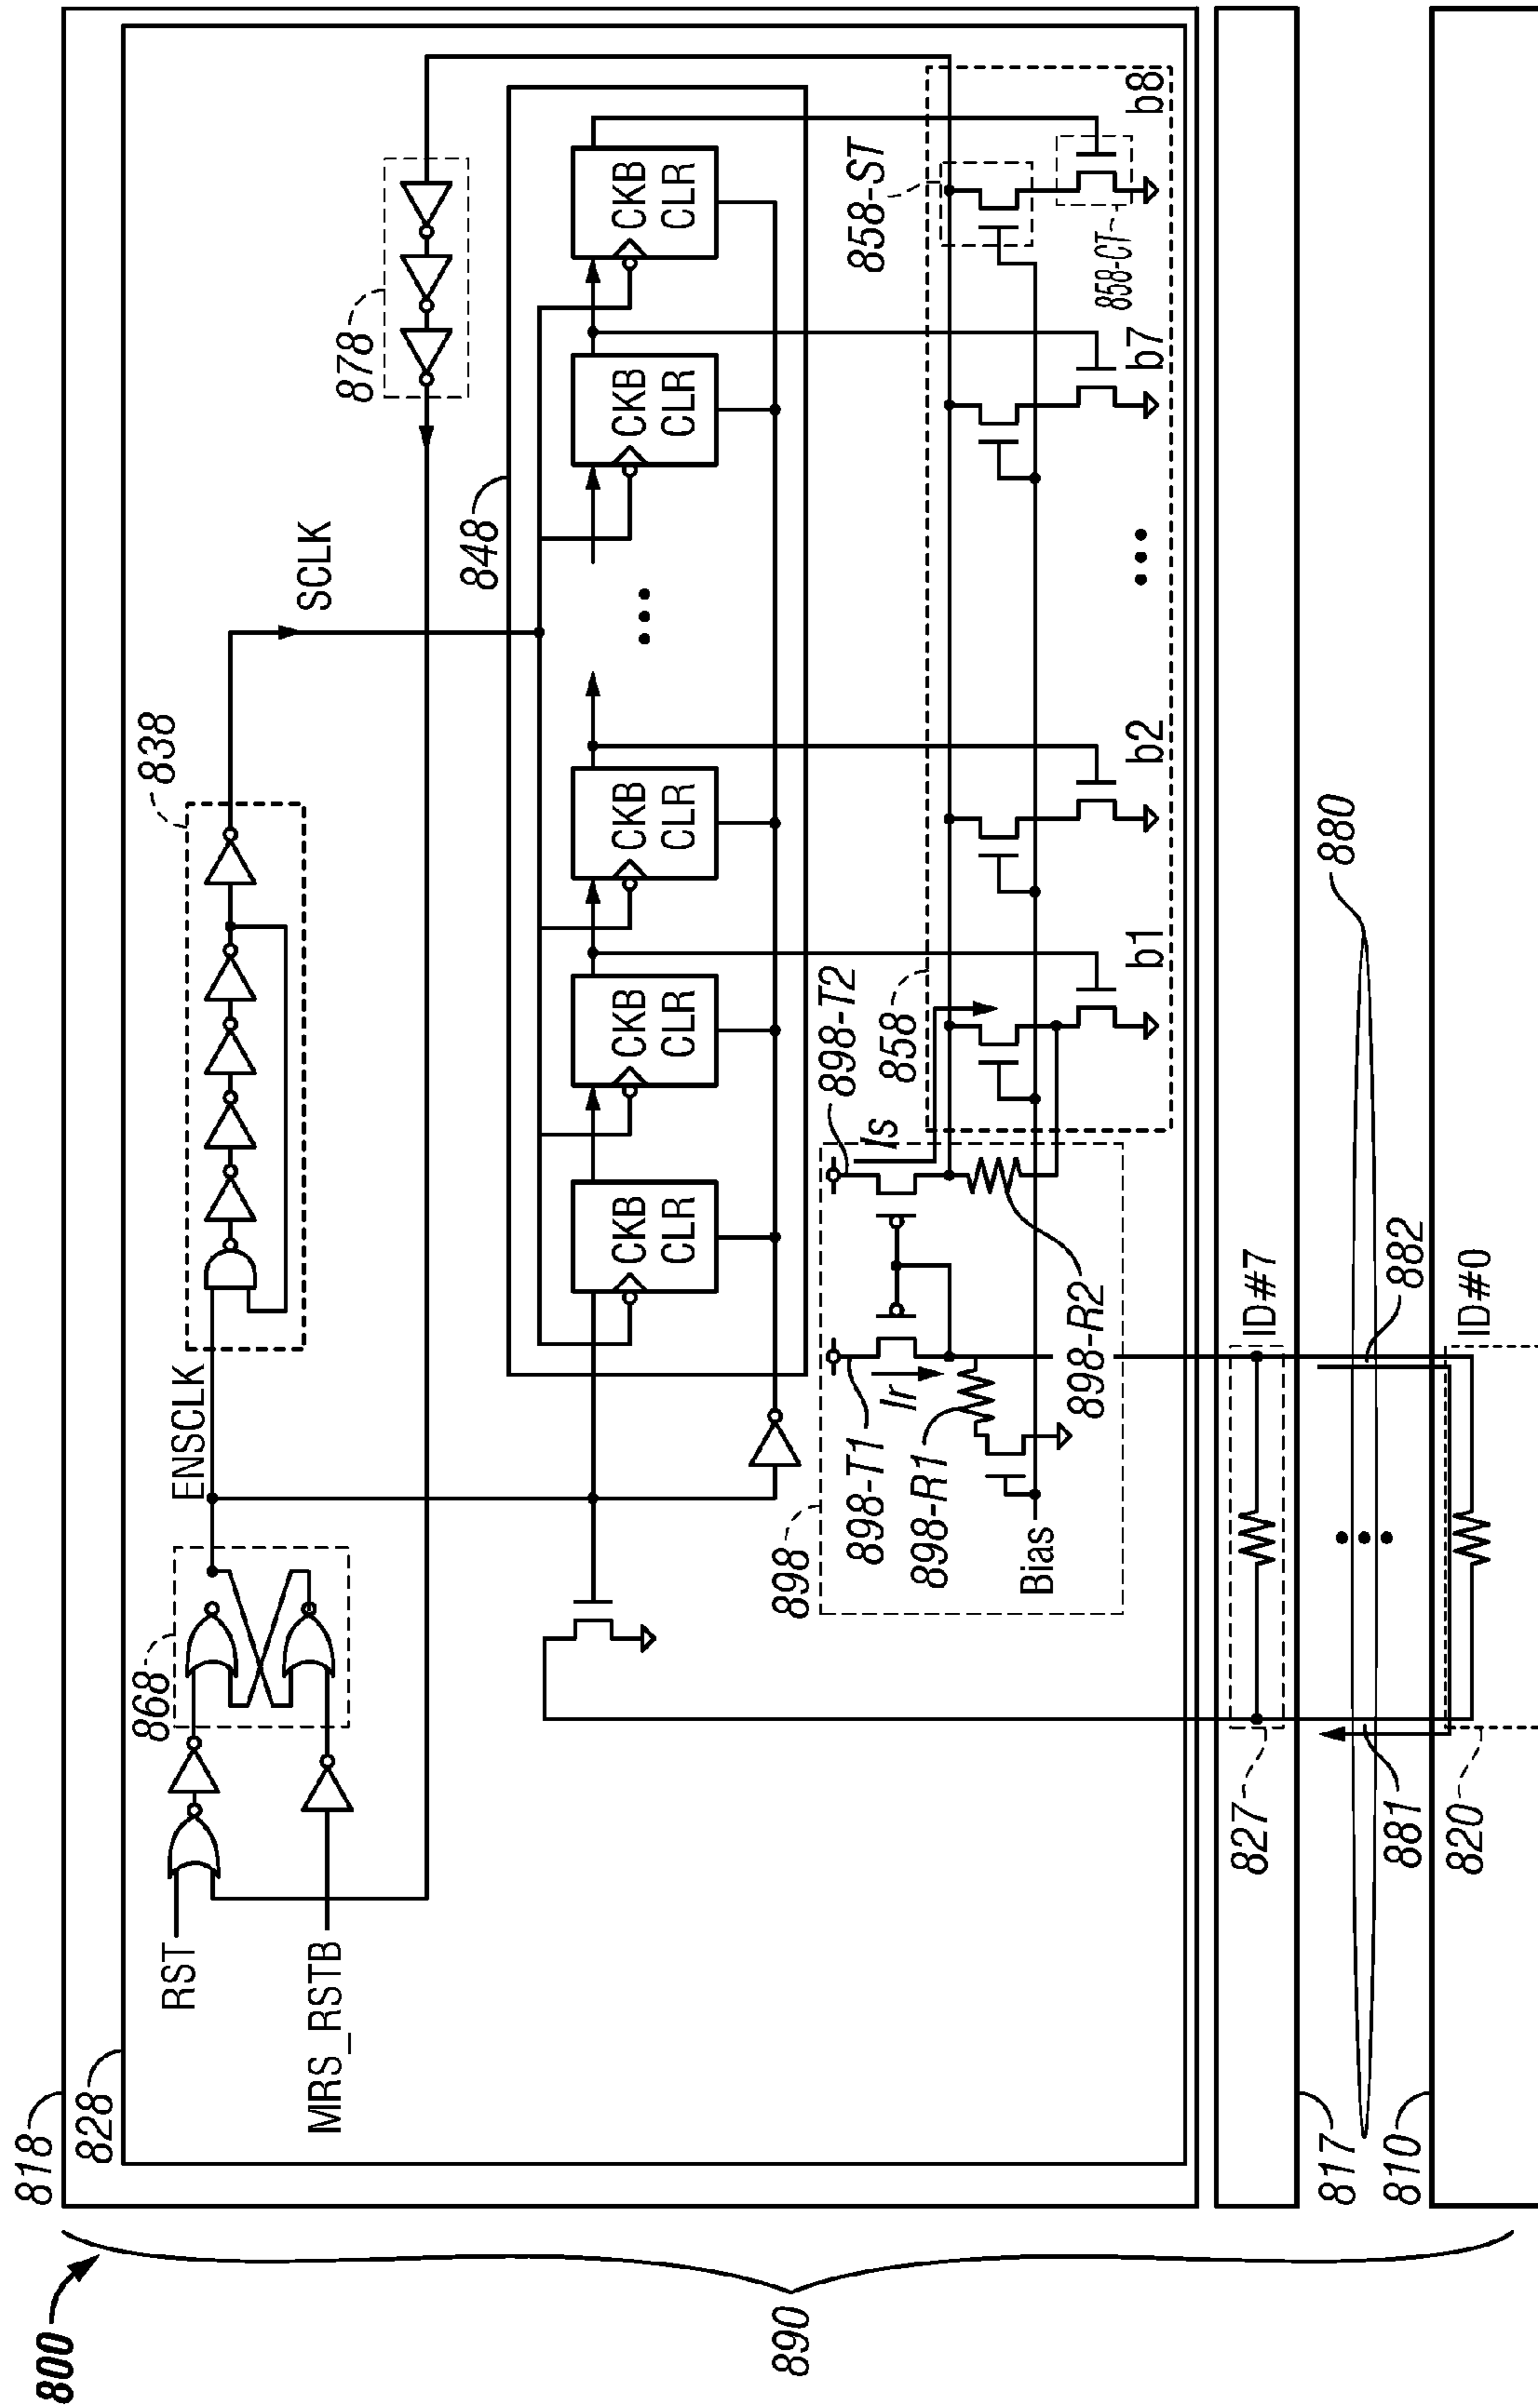 800
890
818
828
RST
MRS_RSTB
868
ENSCLK
838
SCLK
878
848
CKB
CLR
CKB
CLR
CKB
CLR
CKB
CLR
CKB
CLR
898
898-T1
Ir
898-R1
Bias
898-R2
898-T2
Is
858
858-ST
858-CT
b1
b2
b7
b8
827
ID#7
817
880
881
882
810
820
ID#0